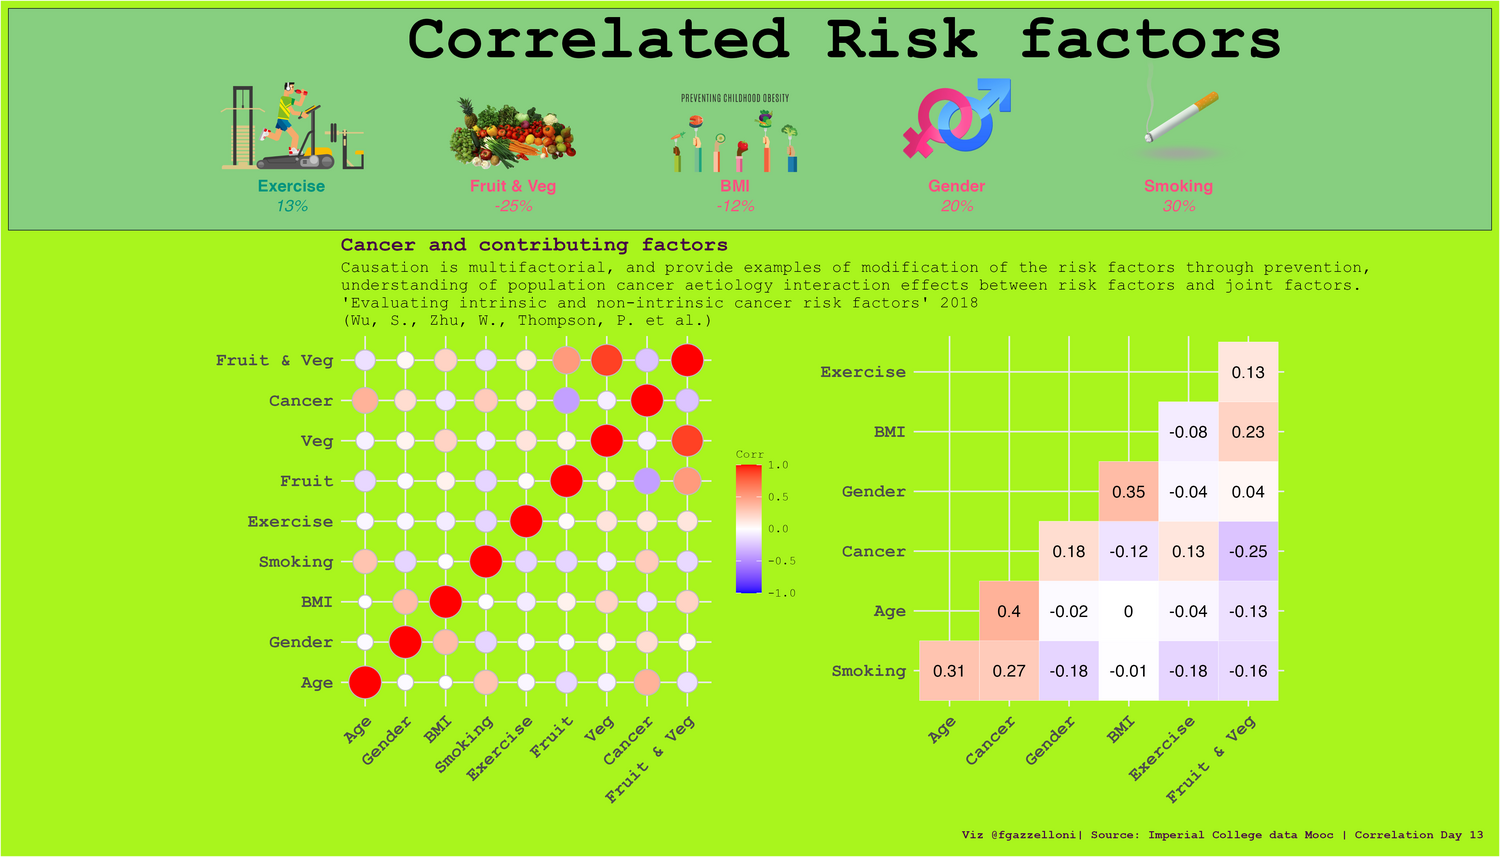 Correlated Risk factors
PREVENTING CHILDHOOD OBESITY
Exercise
13%
Fruit & Veg
-25%
BMI
-12%
Gender
20%
Smoking
30%
Cancer and contributing factors
Causation is multifactorial, and provide examples of modification of the risk factors through prevention,
understanding of population cancer aetiology interaction effects between risk factors and joint factors.
'Evaluating intrinsic and non-intrinsic cancer risk factors' 2018
(Wu, S., Zhu, W., Thompson, P. et al.)
Fruit & Veg
Cancer
Veg
Fruit
Exercise
Smoking
BMI
Gender
Age
Age
Gender
BMI
Smoking
Exercise
Fruit
Veg
Cancer
Fruit & Veg
Corr
1.0
0.5
0.0
-0.5
-1.0
Exercise
0.13
BMI
-0.08
0.23
Gender
0.35
-0.04
0.04
Cancer
0.18
-0.12
0.13
-0.25
Age
0.4
-0.02
0
-0.04
-0.13
Smoking
0.31
0.27
-0.18
-0.01
-0.18
-0.16
Age
Cancer
Gender
BMI
Exercise
Fruit & Veg
Viz @fgazzelloni| Source: Imperial College data Mooc | Correlation Day 13